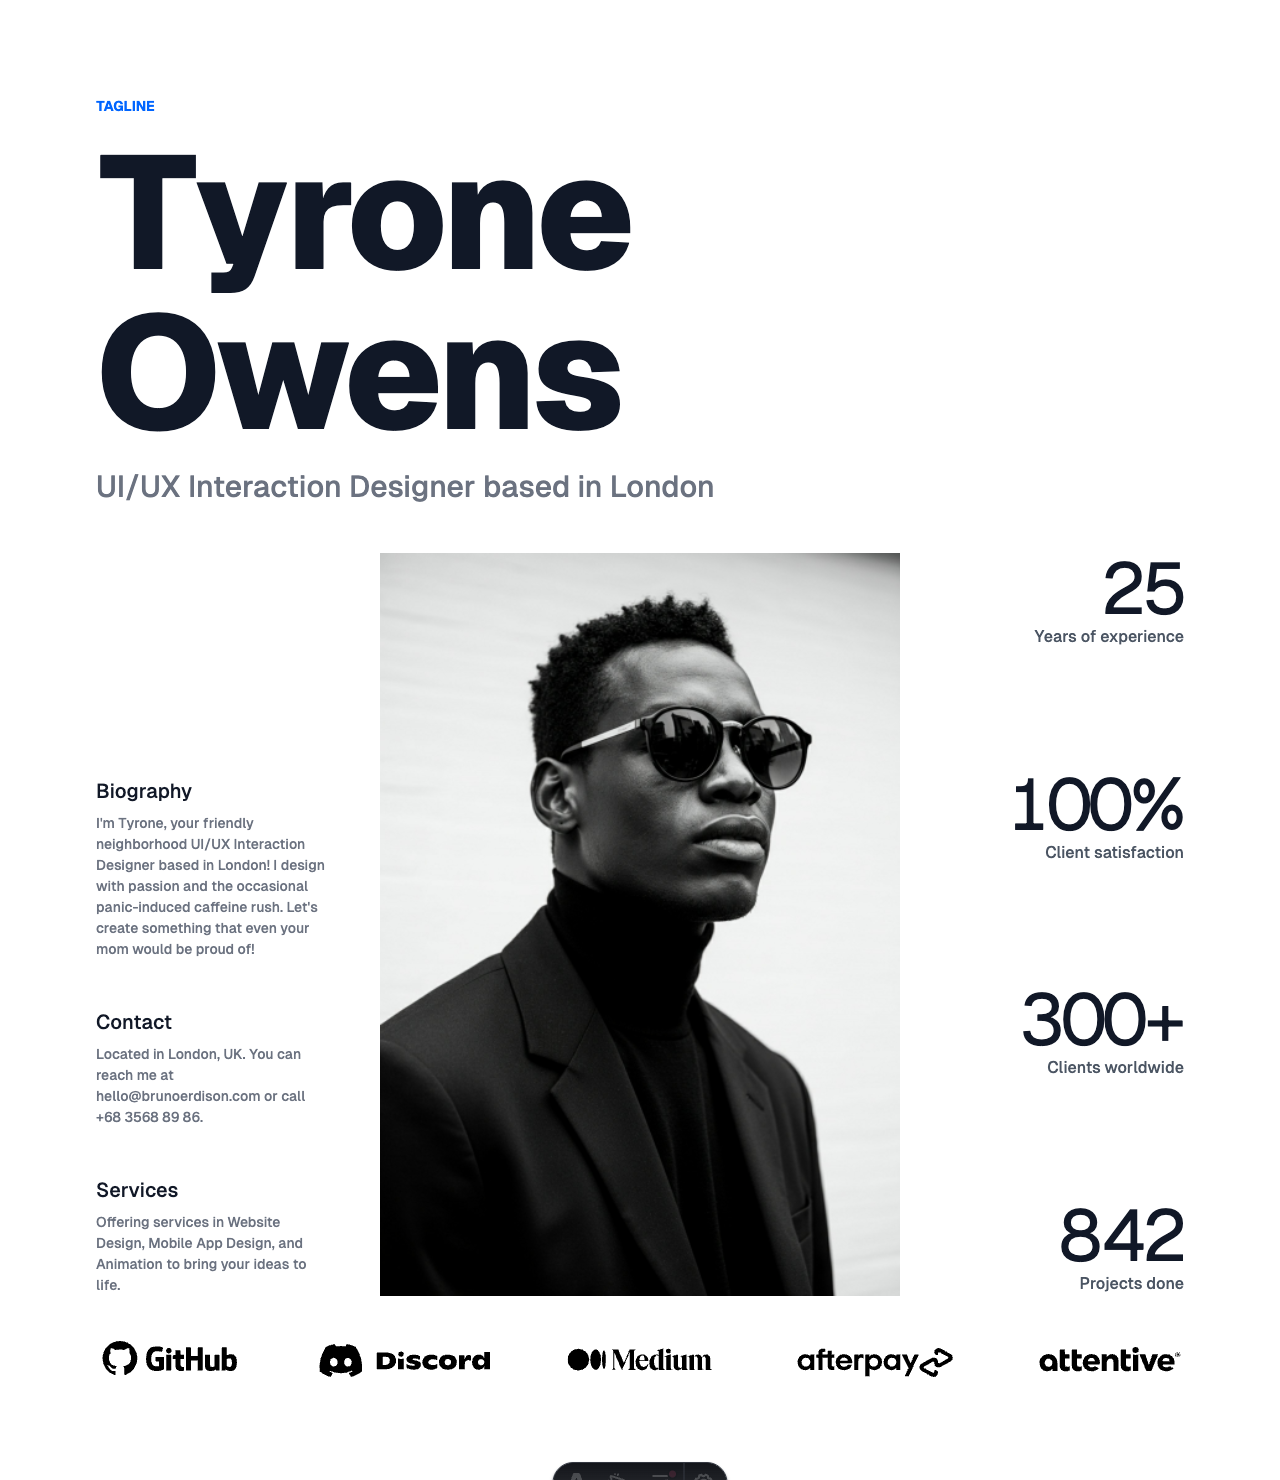 TAGLINE
Tyrone
Owens
UI/UX Interaction Designer based in London
25
Years of experience
100%
Client satisfaction
300+
Clients worldwide
842
Projects done
Biography
I'm Tyrone, your friendly
neighborhood UI/UX Interaction
Designer based in London! I design
with passion and the occasional
panic-induced caffeine rush. Let's
create something that even your
mom would be proud of!
Contact
Located in London, UK. You can
reach me at
hello@brunoerdison.com or call
+68 3568 89 86.
Services
Offering services in Website
Design, Mobile App Design, and
Animation to bring your ideas to
life.
GitHub
Discord
Medium
afterpay
attentive